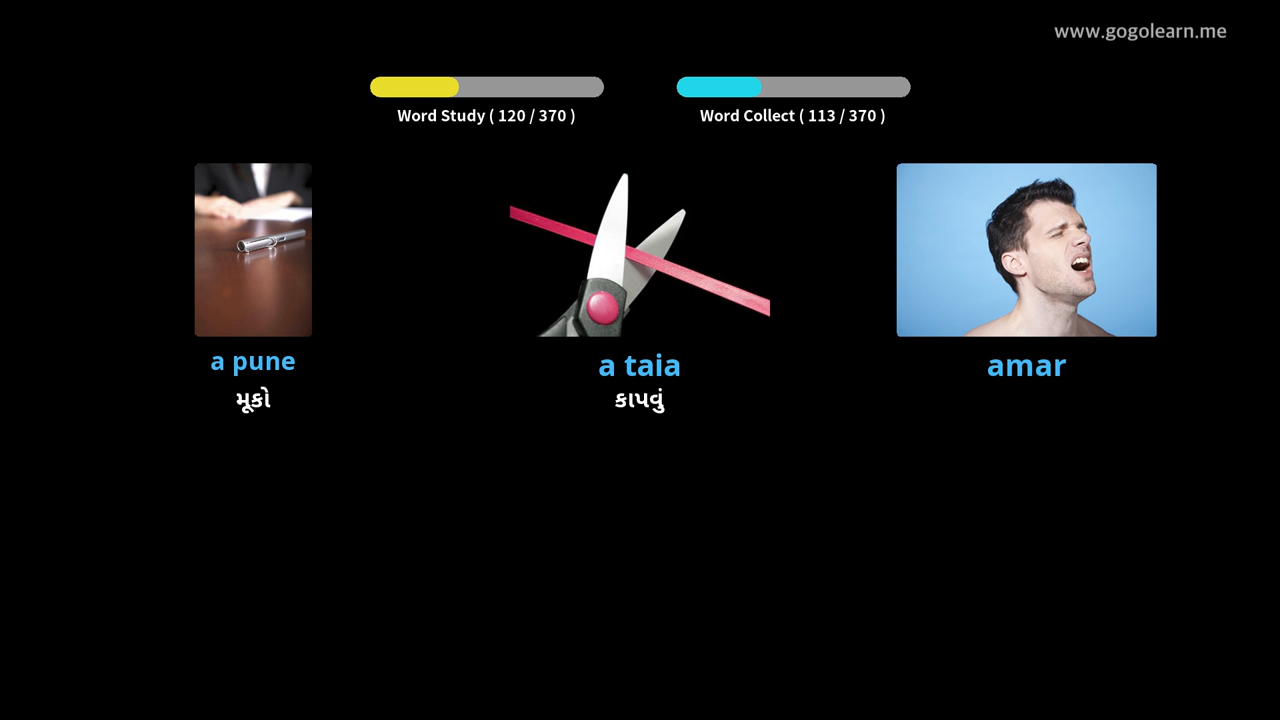 www.gogolearn.me
Word Study ( 120 / 370 )
Word Collect ( 113 / 370 )
a pune
મૂકો
a taia
કાપવું
amar